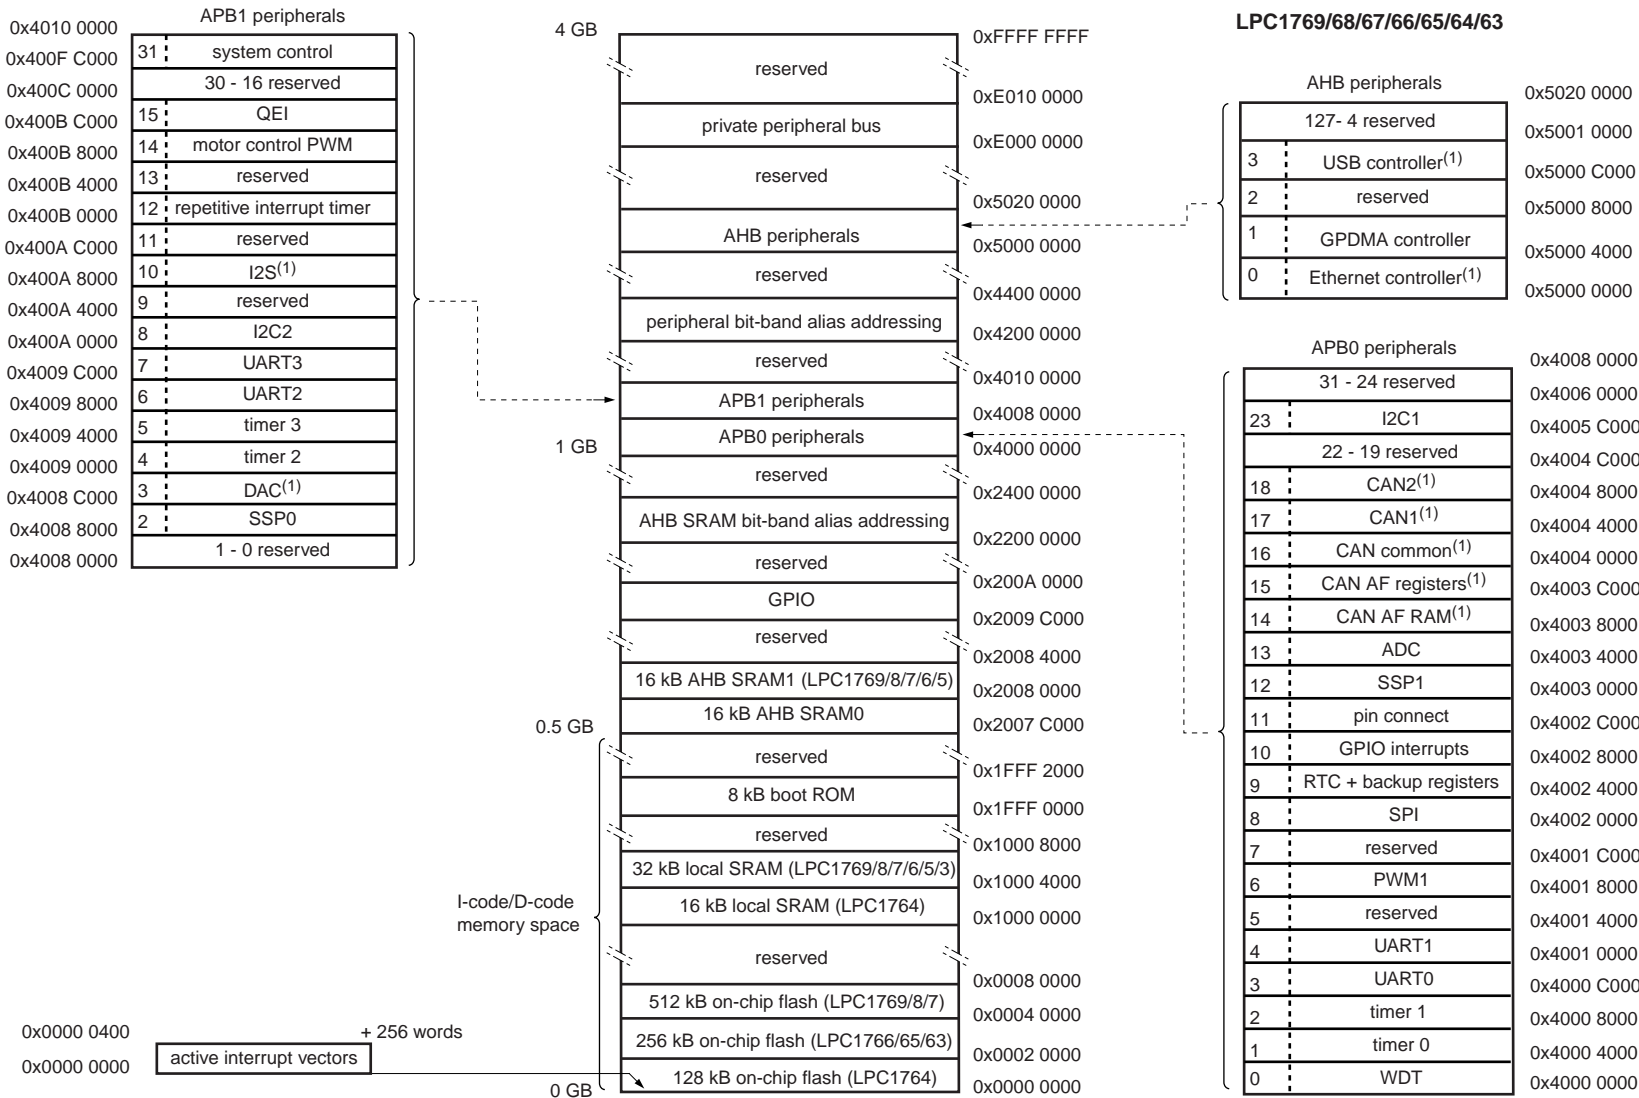 LPC1769/68/67/66/65/64/63
APB1 peripherals
0x4010 0000
31 system control
0x400F C000
30 - 16 reserved
0x400C 0000
15 QEI
0x400B C000
14 motor control PWM
0x400B 8000
13 reserved
0x400B 4000
12 repetitive interrupt timer
0x400B 0000
11 reserved
0x400A C000
10 I2S(1)
0x400A 8000
9 reserved
0x400A 4000
8 I2C2
0x400A 0000
7 UART3
0x4009 C000
6 UART2
0x4009 8000
5 timer 3
0x4009 4000
4 timer 2
0x4009 0000
3 DAC(1)
0x4008 C000
2 SSP0
0x4008 8000
1 - 0 reserved
0x4008 0000
0x0000 0400
+ 256 words
active interrupt vectors
0x0000 0000
4 GB
0xFFFF FFFF
reserved
0xE010 0000
private peripheral bus
0xE000 0000
reserved
0x5020 0000
AHB peripherals
0x5000 0000
reserved
0x4400 0000
peripheral bit-band alias addressing
0x4200 0000
reserved
0x4010 0000
APB1 peripherals
0x4008 0000
APB0 peripherals
1 GB
0x4000 0000
reserved
0x2400 0000
AHB SRAM bit-band alias addressing
0x2200 0000
reserved
0x200A 0000
GPIO
0x2009 C000
reserved
0x2008 4000
16 kB AHB SRAM1 (LPC1769/8/7/6/5)
0x2008 0000
16 kB AHB SRAM0
0x2007 C000
0.5 GB
reserved
0x1FFF 2000
8 kB boot ROM
0x1FFF 0000
reserved
0x1000 8000
32 kB local SRAM (LPC1769/8/7/6/5/3)
0x1000 4000
16 kB local SRAM (LPC1764)
0x1000 0000
I-code/D-code
memory space
reserved
0x0008 0000
512 kB on-chip flash (LPC1769/8/7)
0x0004 0000
256 kB on-chip flash (LPC1766/65/63)
0x0002 0000
128 kB on-chip flash (LPC1764)
0x0000 0000
0 GB
AHB peripherals
0x5020 0000
127- 4 reserved
0x5001 0000
3 USB controller(1)
0x5000 C000
2 reserved
0x5000 8000
1 GPDMA controller
0x5000 4000
0 Ethernet controller(1)
0x5000 0000
APB0 peripherals
0x4008 0000
31 - 24 reserved
0x4006 0000
23 I2C1
0x4005 C000
22 - 19 reserved
0x4004 C000
18 CAN2(1)
0x4004 8000
17 CAN1(1)
0x4004 4000
16 CAN common(1)
0x4004 0000
15 CAN AF registers(1)
0x4003 C000
14 CAN AF RAM(1)
0x4003 8000
13 ADC
0x4003 4000
12 SSP1
0x4003 0000
11 pin connect
0x4002 C000
10 GPIO interrupts
0x4002 8000
9 RTC + backup registers
0x4002 4000
8 SPI
0x4002 0000
7 reserved
0x4001 C000
6 PWM1
0x4001 8000
5 reserved
0x4001 4000
4 UART1
0x4001 0000
3 UART0
0x4000 C000
2 timer 1
0x4000 8000
1 timer 0
0x4000 4000
0 WDT
0x4000 0000